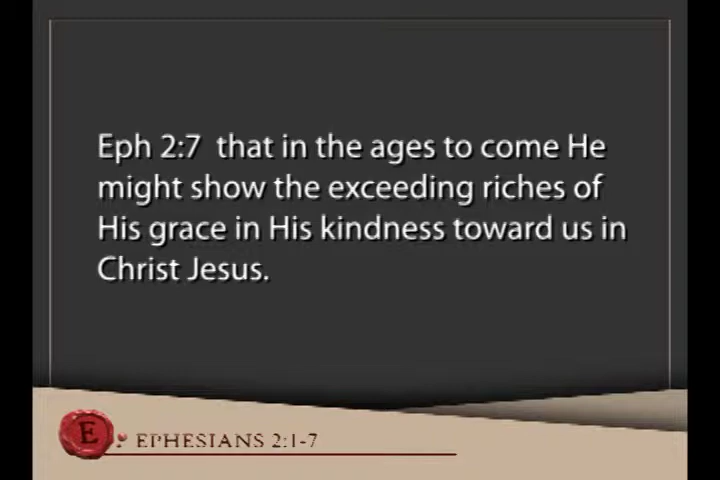 Eph 2:7  that in the ages to come He
might show the exceeding riches of
His grace in His kindness toward us in
Christ Jesus.
E
EPHESIANS 2:1-7